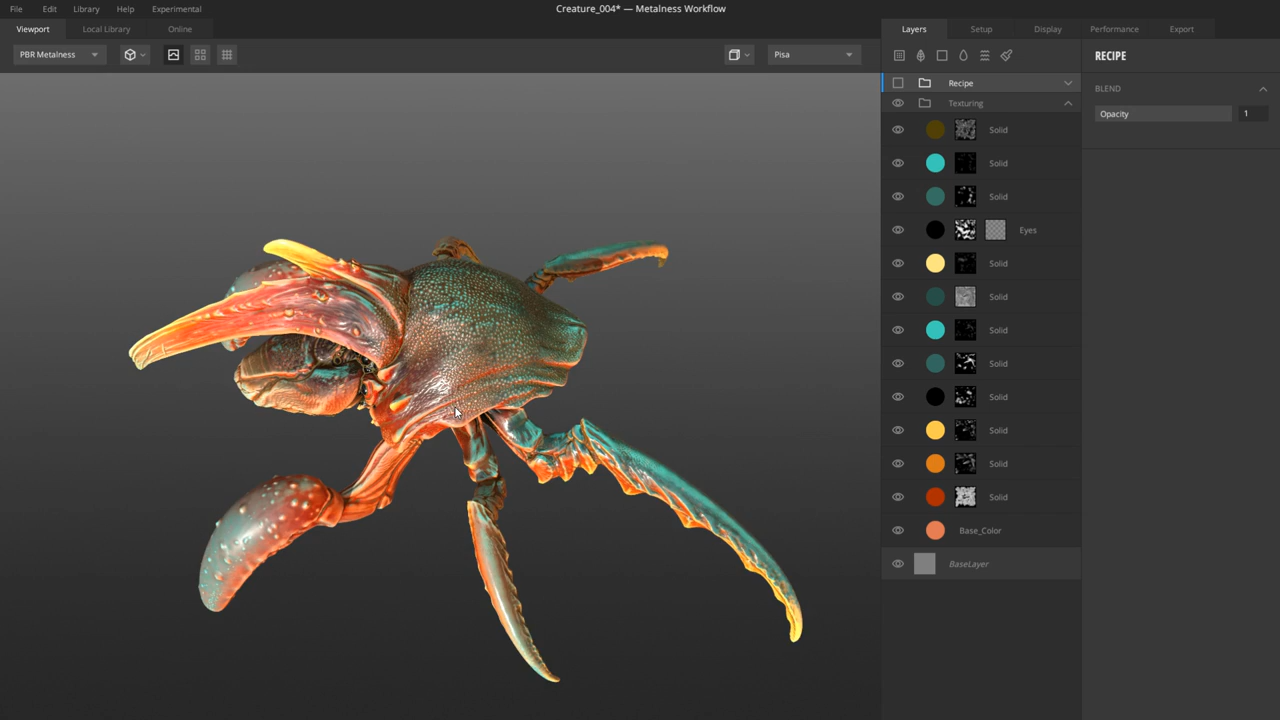 File Edit Library Help Experimental
Creature_004* — Metalness Workflow
Viewport Local Library Online
Layers Setup Display Performance Export
PBR Metalness
Pisa
RECIPE
BLEND
Opacity 1
Recipe
Texturing
Solid
Solid
Solid
Eyes
Solid
Solid
Solid
Solid
Solid
Solid
Solid
Solid
Base_Color
BaseLayer